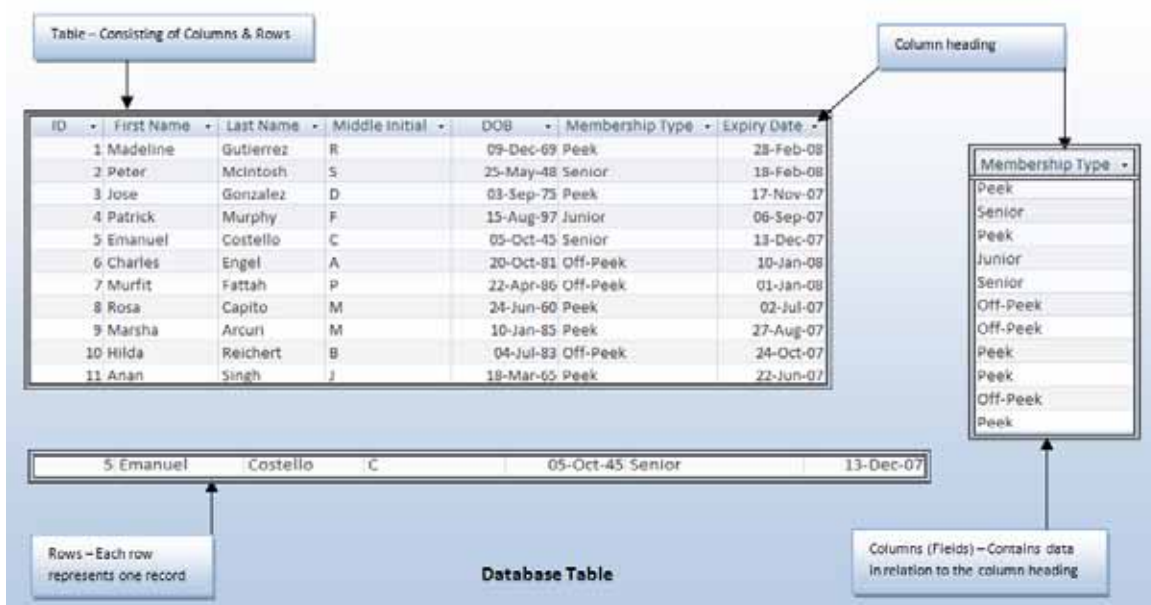 Table – Consisting of Columns & Rows
Column heading
ID First Name Last Name Middle Initial DOB Membership Type Expiry Date
1 Madeline Gutierrez R 09-Dec-69 Peek 28-Feb-08
2 Peter McIntosh S 25-May-48 Senior 18-Feb-08
3 Jose Gonzalez D 03-Sep-75 Peek 17-Nov-07
4 Patrick Murphy F 15-Aug-97 Junior 06-Sep-07
5 Emanuel Costello C 05-Oct-45 Senior 13-Dec-07
6 Charles Engel A 20-Oct-81 Off-Peek 10-Jan-08
7 Murfit Fattah P 22-Apr-86 Off-Peek 01-Jan-08
8 Rosa Capito M 24-Jun-60 Peek 02-Jul-07
9 Marsha Arcuri M 10-Jan-85 Peek 27-Aug-07
10 Hilda Reichert B 04-Jul-83 Off-Peek 24-Oct-07
11 Anan Singh J 18-Mar-65 Peek 22-Jun-07
Membership Type
Peek
Senior
Peek
Junior
Senior
Off-Peek
Off-Peek
Peek
Peek
Off-Peek
Peek
5 Emanuel Costello C 05-Oct-45 Senior 13-Dec-07
Rows – Each row
represents one record
Database Table
Columns (Fields) – Contains data
in relation to the column heading